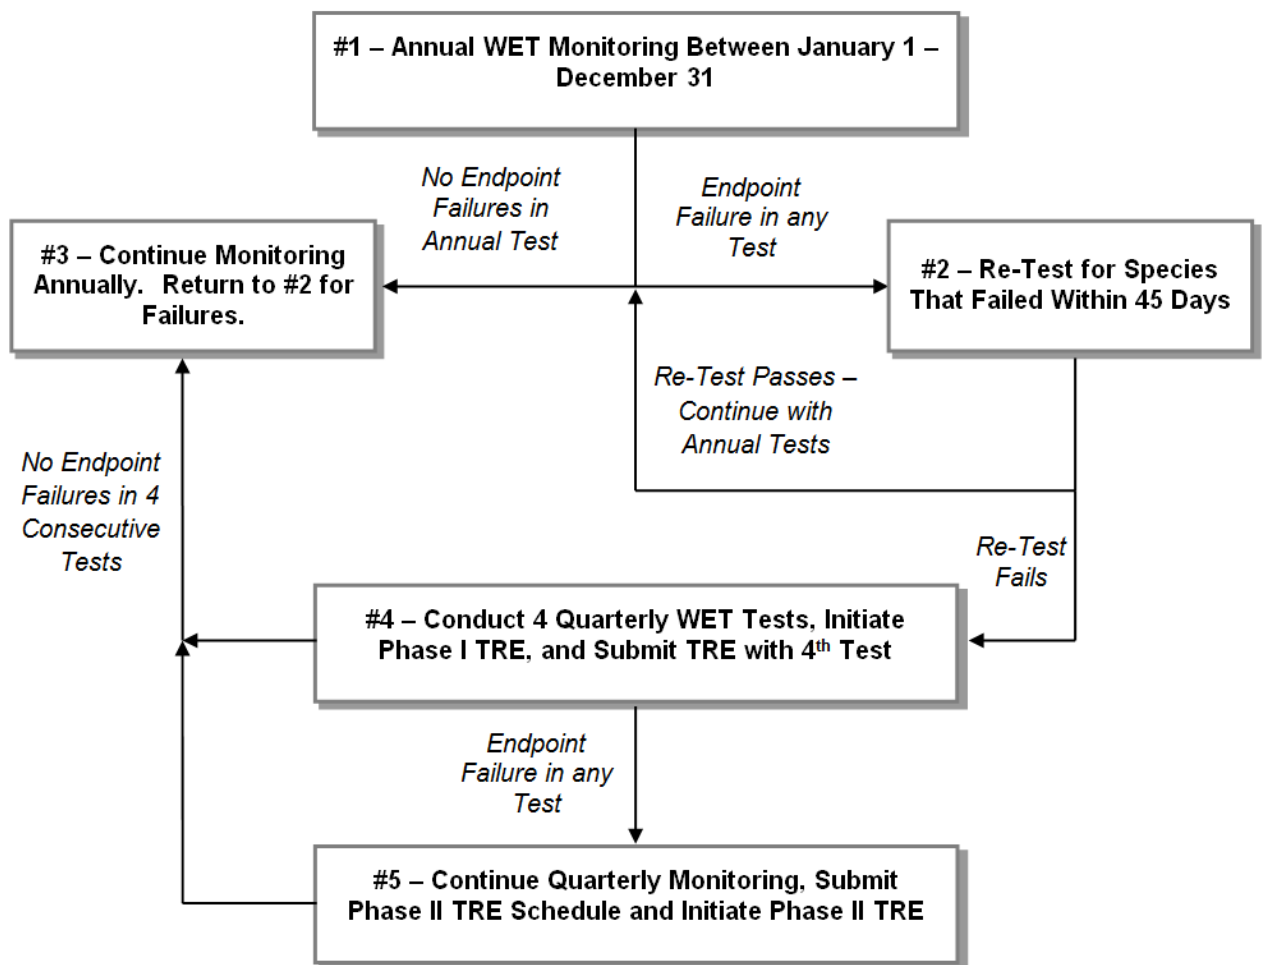 #1 – Annual WET Monitoring Between January 1 –
December 31
No Endpoint
Failures in
Annual Test
Endpoint
Failure in any
Test
#3 – Continue Monitoring
Annually. Return to #2 for
Failures.
#2 – Re-Test for Species
That Failed Within 45 Days
Re-Test Passes –
Continue with
Annual Tests
No Endpoint
Failures in 4
Consecutive
Tests
Re-Test
Fails
#4 – Conduct 4 Quarterly WET Tests, Initiate
Phase I TRE, and Submit TRE with 4th Test
Endpoint
Failure in any
Test
#5 – Continue Quarterly Monitoring, Submit
Phase II TRE Schedule and Initiate Phase II TRE